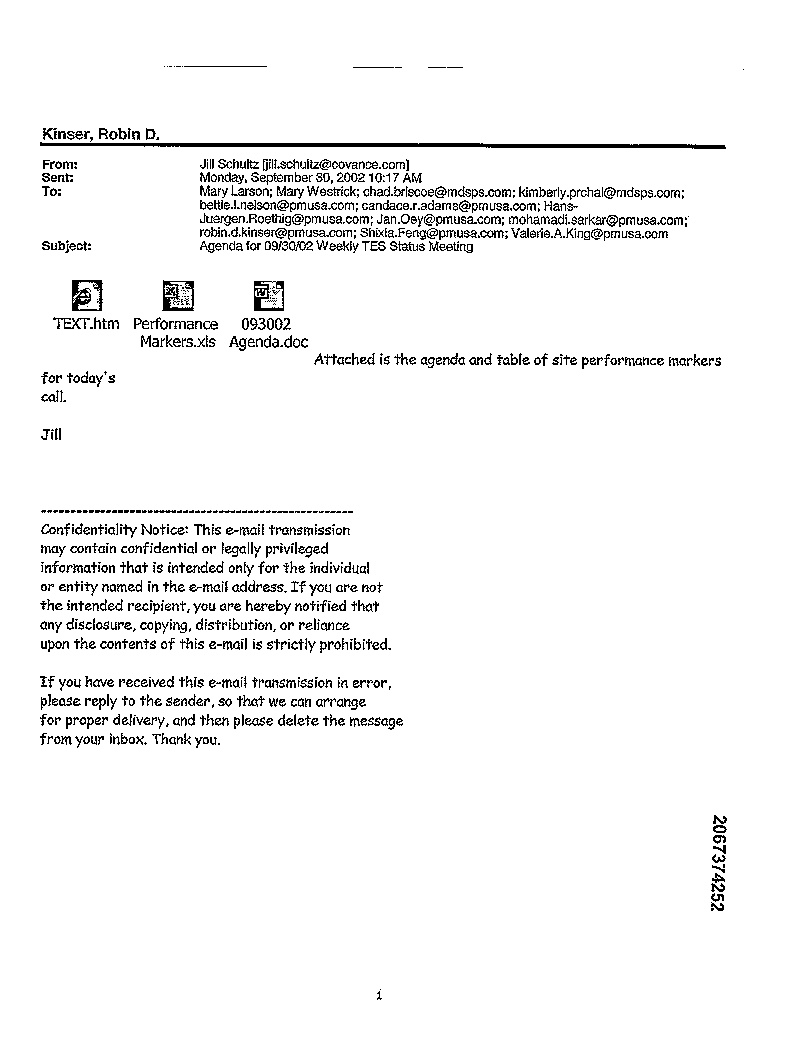 Kinser, Robin D.
From: Jill Schultz [jill.schultz@covance.com]
Sent: Monday, September 30, 2002 10:17 AM
To: Mary Larson; Mary Westrick; chad.briscoe@mdsps.com; kimberly.prchal@mdsps.com;
bettie.l.nelson@pmusa.com; candace.r.adams@pmusa.com; Hans-
Juergen.Roethig@pmusa.com; Jan.Oey@pmusa.com; mohamadi.sarkar@pmusa.com;
robin.d.kinser@pmusa.com; Shixia.Feng@pmusa.com; Valerie.A.King@pmusa.com
Subject: Agenda for 09/30/02 Weekly TES Status Meeting
TEXT.htm Performance 093002
Markers.xls Agenda.doc
Attached is the agenda and table of site performance markers
for today's
call.
Jill
----------------------------------------------------
Confidentiality Notice: This e-mail transmission
may contain confidential or legally privileged
information that is intended only for the individual
or entity named in the e-mail address. If you are not
the intended recipient, you are hereby notified that
any disclosure, copying, distribution, or reliance
upon the contents of this e-mail is strictly prohibited.
If you have received this e-mail transmission in error,
please reply to the sender, so that we can arrange
for proper delivery, and then please delete the message
from your inbox. Thank you.
2067374252
1